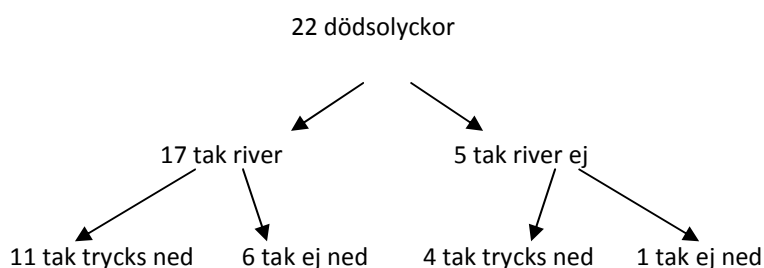 22 dödsolyckor
17 tak river 5 tak river ej
11 tak trycks ned 6 tak ej ned 4 tak trycks ned 1 tak ej ned